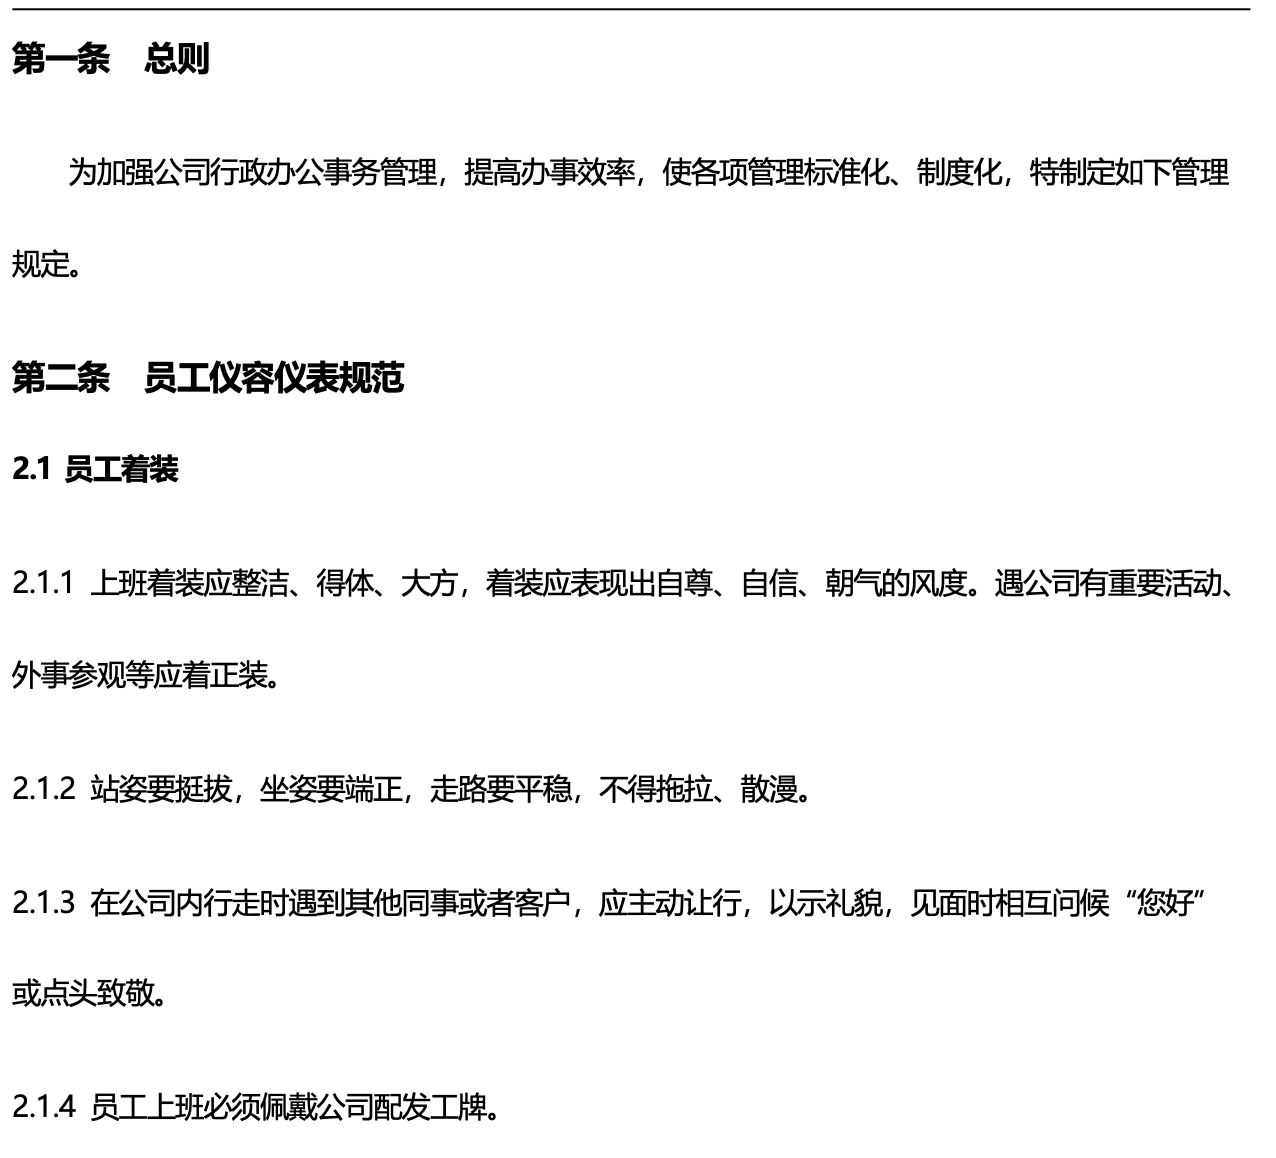 第一条 总则
为加强公司行政办公事务管理，提高办事效率，使各项管理标准化、制度化，特制定如下管理
规定。
第二条 员工仪容仪表规范
2.1 员工着装
2.1.1 上班着装应整洁、得体、大方，着装应表现出自尊、自信、朝气的风度。遇公司有重要活动、
外事参观等应着正装。
2.1.2 站姿要挺拔，坐姿要端正，走路要平稳，不得拖拉、散漫。
2.1.3 在公司内行走时遇到其他同事或者客户，应主动让行，以示礼貌，见面时相互问候“您好”
或点头致敬。
2.1.4 员工上班必须佩戴公司配发工牌。